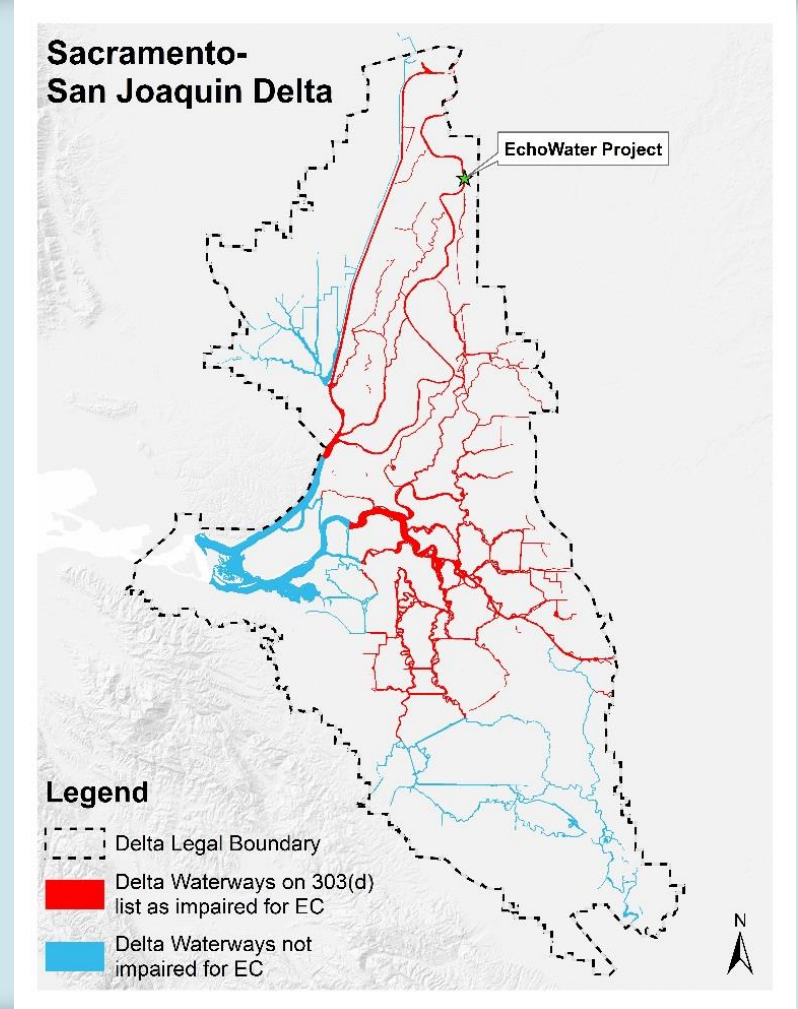 Sacramento-
San Joaquin Delta
EchoWater Project
Legend
Delta Legal Boundary
Delta Waterways on 303(d)
list as impaired for EC
Delta Waterways not
impaired for EC
N